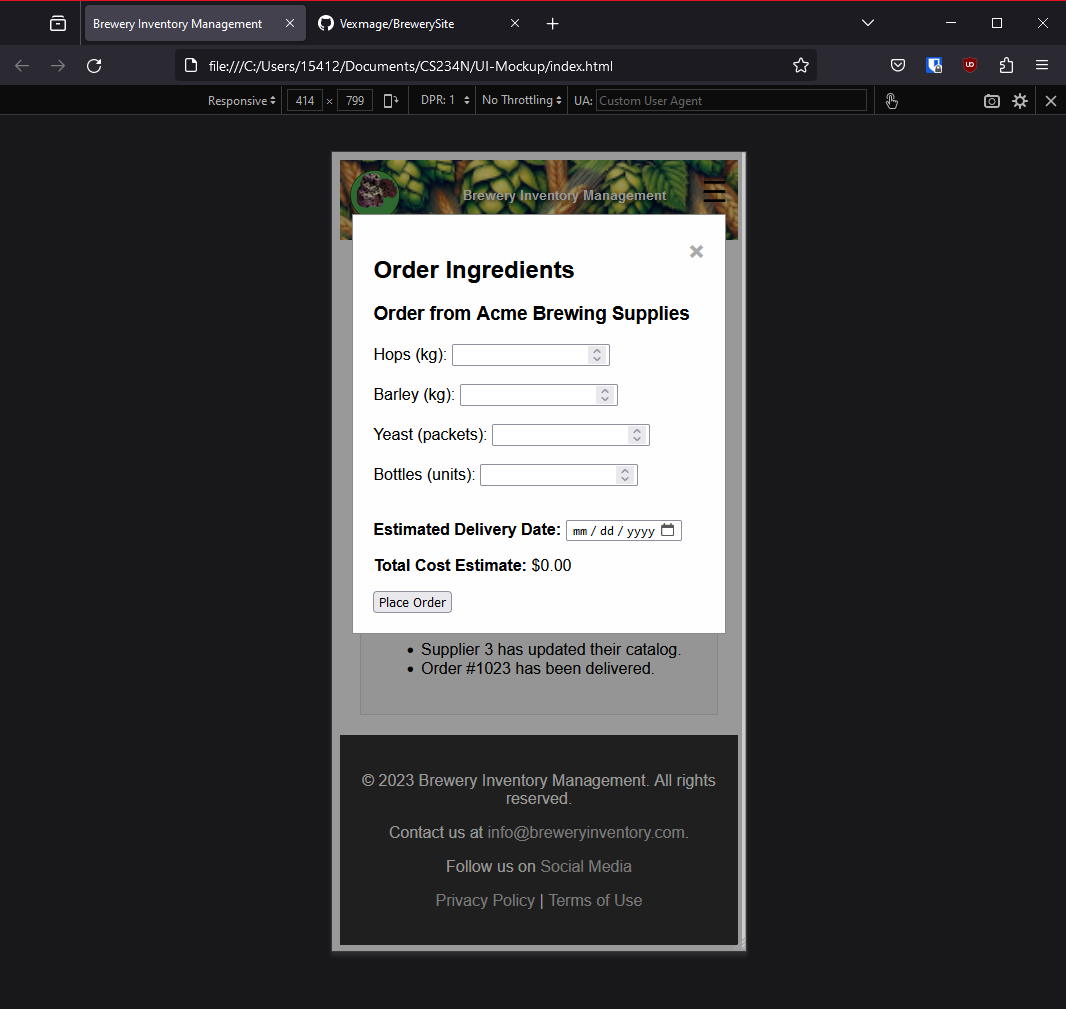 Brewery Inventory Management
Vexmage/BrewerySite
file:///C:/Users/15412/Documents/CS234N/UI-Mockup/index.html
Responsive 414 × 799 DPR: 1 No Throttling UA: Custom User Agent
Brewery Inventory Management
Order Ingredients
Order from Acme Brewing Supplies
Hops (kg):
Barley (kg):
Yeast (packets):
Bottles (units):
Estimated Delivery Date: mm / dd / yyyy
Total Cost Estimate: $0.00
Place Order
Supplier 3 has updated their catalog.
Order #1023 has been delivered.
© 2023 Brewery Inventory Management. All rights
reserved.
Contact us at info@breweryinventory.com.
Follow us on Social Media
Privacy Policy | Terms of Use